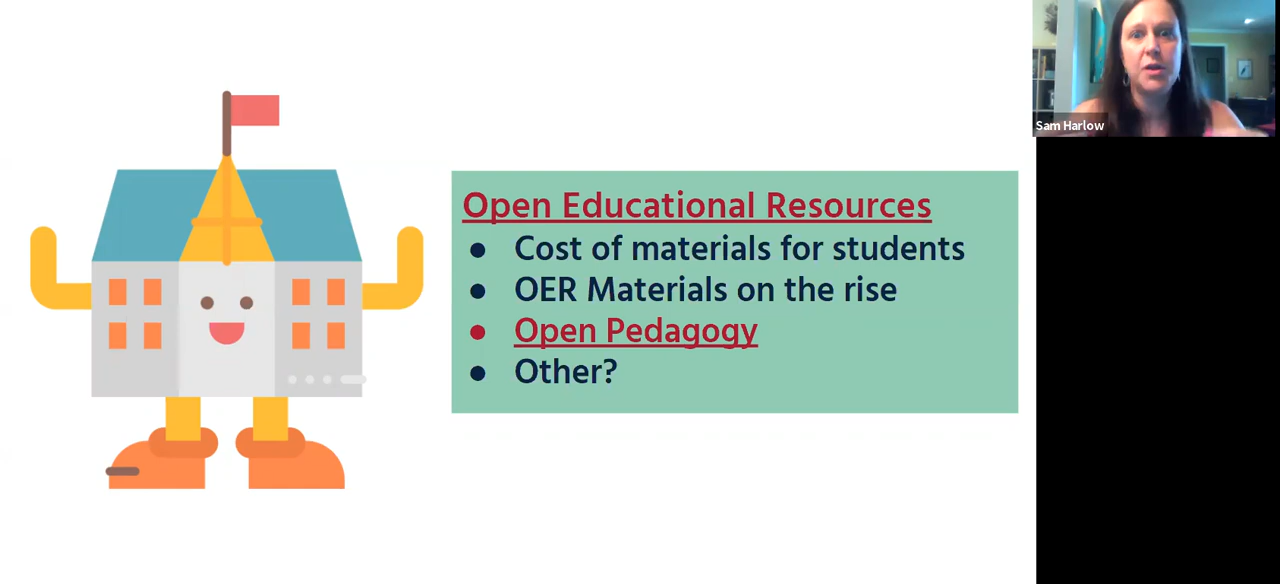 Open Educational Resources
● Cost of materials for students
● OER Materials on the rise
● Open Pedagogy
● Other?
Sam Harlow